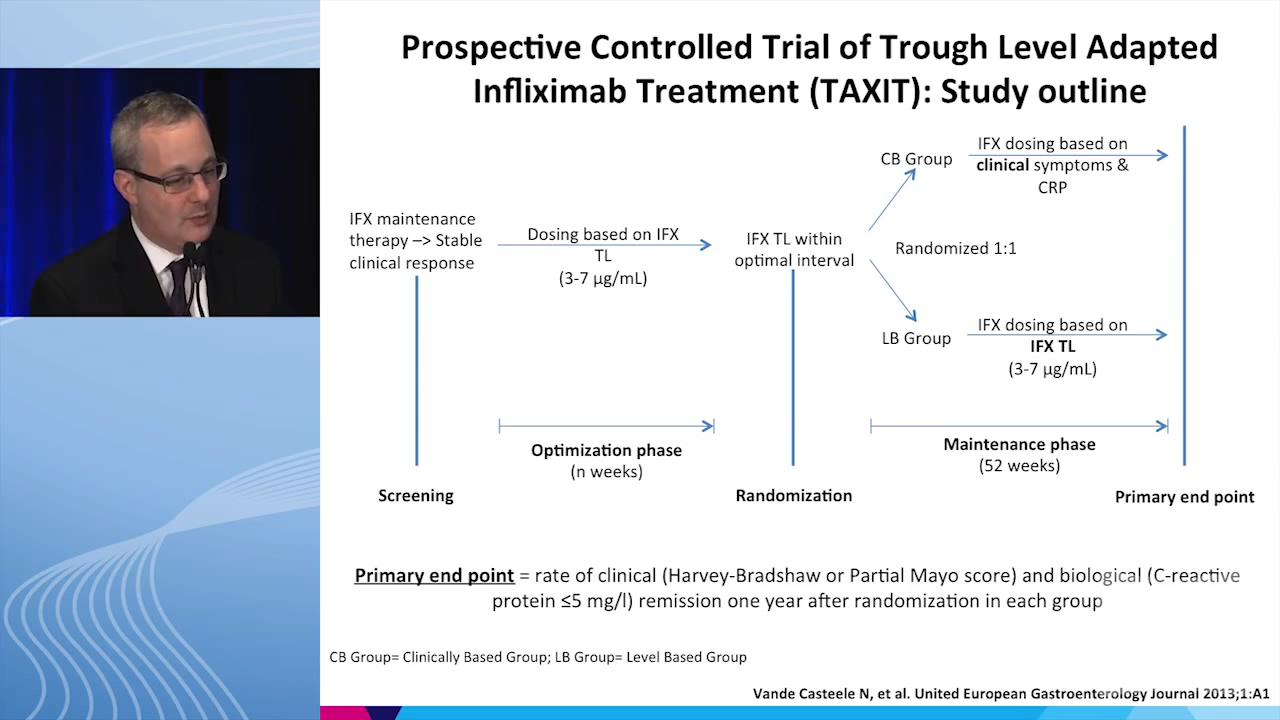 Prospective Controlled Trial of Trough Level Adapted
Infliximab Treatment (TAXIT): Study outline
IFX maintenance
therapy –> Stable
clinical response
Dosing based on IFX
TL
(3-7 µg/mL)
IFX TL within
optimal interval
CB Group
IFX dosing based on
clinical symptoms &
CRP
Randomized 1:1
LB Group
IFX dosing based on
IFX TL
(3-7 µg/mL)
Optimization phase
(n weeks)
Maintenance phase
(52 weeks)
Screening
Randomization
Primary end point
Primary end point = rate of clinical (Harvey-Bradshaw or Partial Mayo score) and biological (C-reactive
protein ≤5 mg/l) remission one year after randomization in each group
CB Group= Clinically Based Group; LB Group= Level Based Group
Vande Casteele N, et al. United European Gastroenterology Journal 2013;1:A1